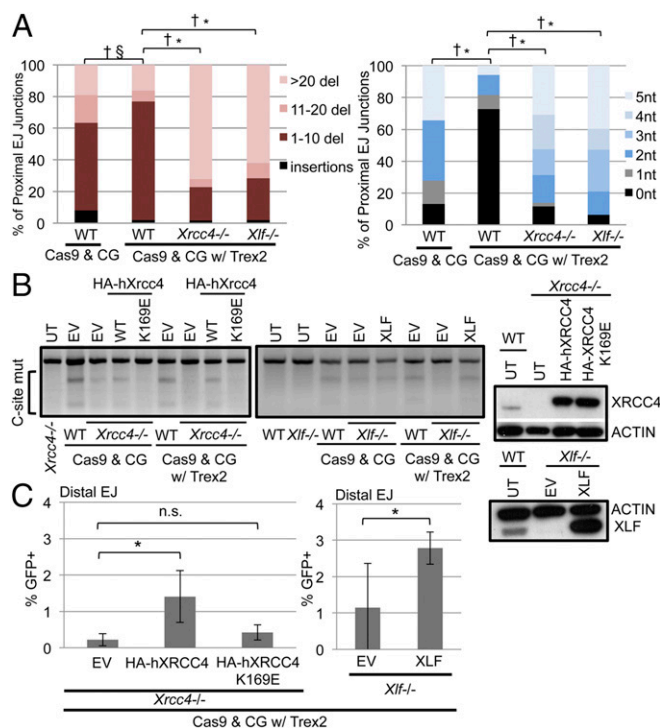 A
† §
† *
† *
% of Proximal EJ Junctions
100
80
60
40
20
0
>20 del
11-20 del
1-10 del
insertions
WT
WT
Xrcc4-/-
Xlf-/-
Cas9 & CG
Cas9 & CG w/ Trex2
† *
† *
† *
% of Proximal EJ Junctions
100
80
60
40
20
0
5nt
4nt
3nt
2nt
1nt
0nt
WT
WT
Xrcc4-/-
Xlf-/-
Cas9 & CG
Cas9 & CG w/ Trex2
B
HA-hXrcc4
HA-hXrcc4
UT
EV
EV
WT
K169E
EV
EV
WT
K169E
C-site mut
Xrcc4-/-
WT
Xrcc4-/-
WT
Xrcc4-/-
Cas9 & CG
Cas9 & CG
w/ Trex2
UT
UT
EV
EV
XLF
EV
EV
XLF
WT
Xlf-/-
WT
Xlf-/-
WT
Xlf-/-
Cas9 & CG
Cas9 & CG
w/ Trex2
WT
Xrcc4-/-
UT
UT
HA-hXRCC4
HA-XRCC4
K169E
XRCC4
ACTIN
WT
Xlf-/-
UT
EV
XLF
ACTIN
XLF
C
Distal EJ
n.s.
*
% GFP+
3
2
1
0
EV
HA-hXRCC4
HA-hXRCC4
K169E
Xrcc4-/-
Distal EJ
*
% GFP+
4
3
2
1
0
EV
XLF
Xlf-/-
Cas9 & CG w/ Trex2